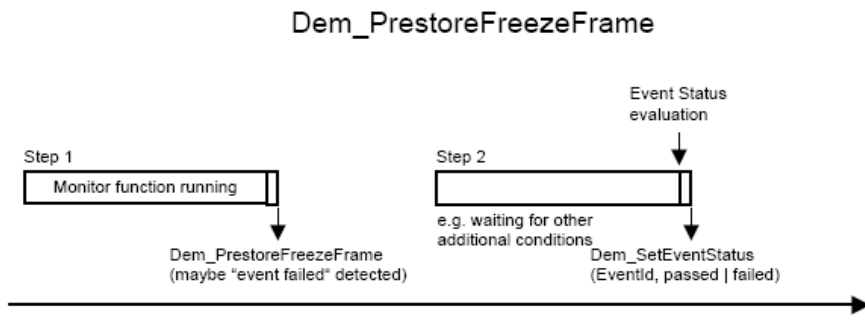 Dem_PrestoreFreezeFrame
Event Status
evaluation
Step 1
Step 2
Monitor function running
e.g. waiting for other
additional conditions
Dem_PrestoreFreezeFrame
(maybe "event failed" detected)
Dem_SetEventStatus
(EventId, passed | failed)